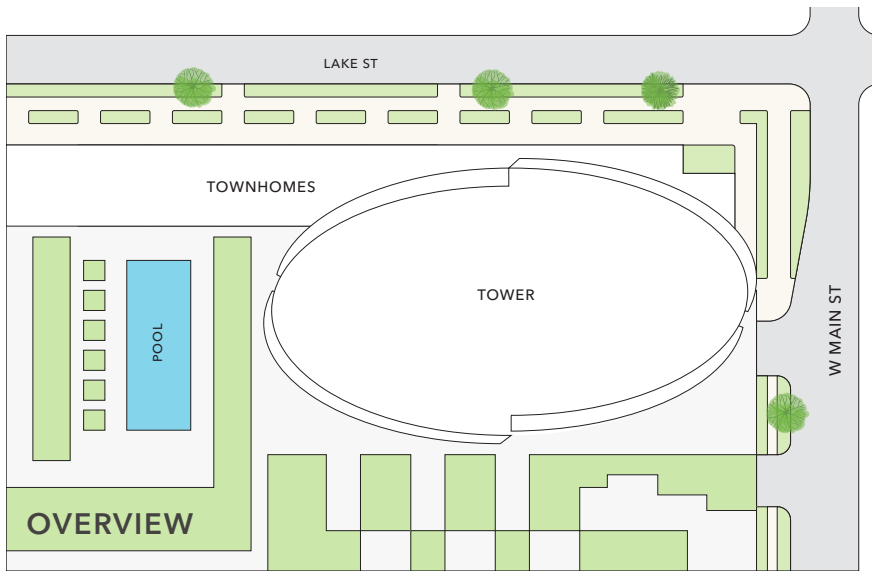 LAKE ST
TOWNHOMES
TOWER
W MAIN ST
POOL
OVERVIEW